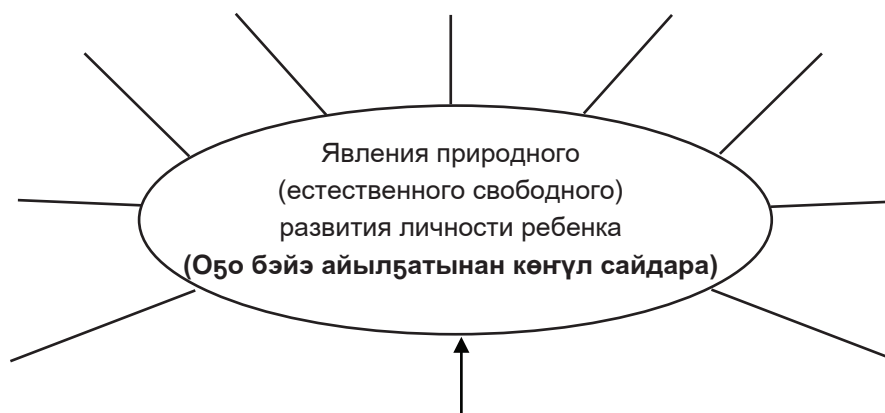 Явления природного
(естественного свободного)
развития личности ребенка
(Оҕо бэйэ айылҕатынан көҥүл сайдара)